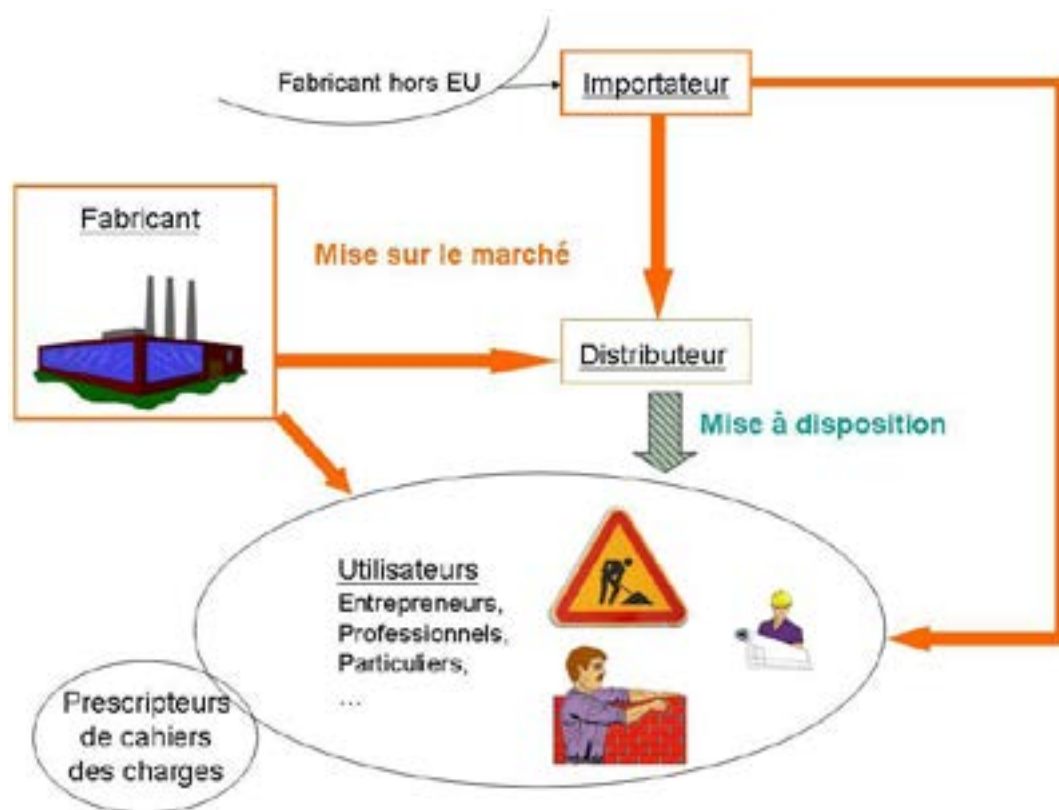 Fabricant hors EU
Importateur
Fabricant
Mise sur le marché
Distributeur
Mise à disposition
Utilisateurs
Entrepreneurs,
Professionnels,
Particuliers,
...
Prescripteurs
de cahiers
des charges